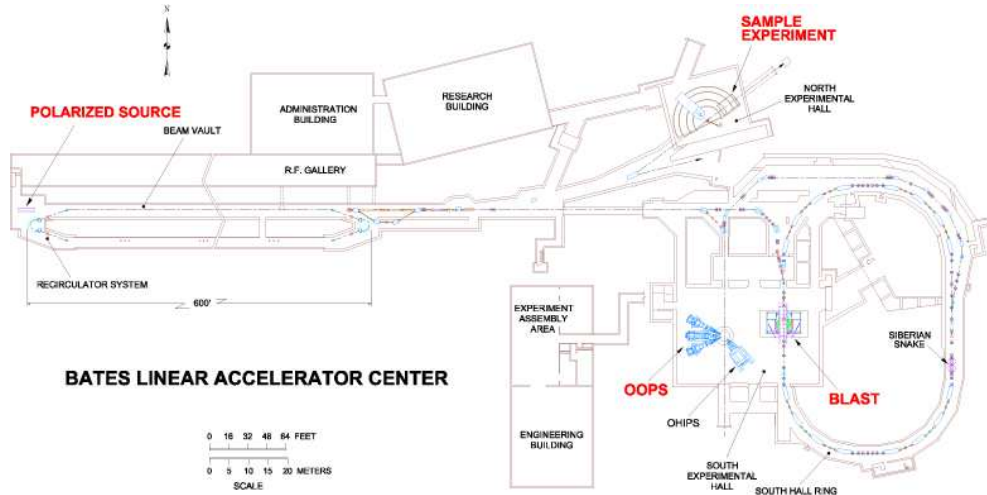 N
SAMPLE
EXPERIMENT
RESEARCH
BUILDING
ADMINISTRATION
BUILDING
NORTH
EXPERIMENTAL
HALL
POLARIZED SOURCE
BEAM VAULT
R.F. GALLERY
RECIRCULATOR SYSTEM
600'
EXPERIMENT
ASSEMBLY
AREA
SIBERIAN
SNAKE
BATES LINEAR ACCELERATOR CENTER
OOPS
BLAST
OHIPS
ENGINEERING
BUILDING
0 16 32 48 64 FEET
0 5 10 15 20 METERS
SCALE
SOUTH
EXPERIMENTAL
HALL
SOUTH HALL RING